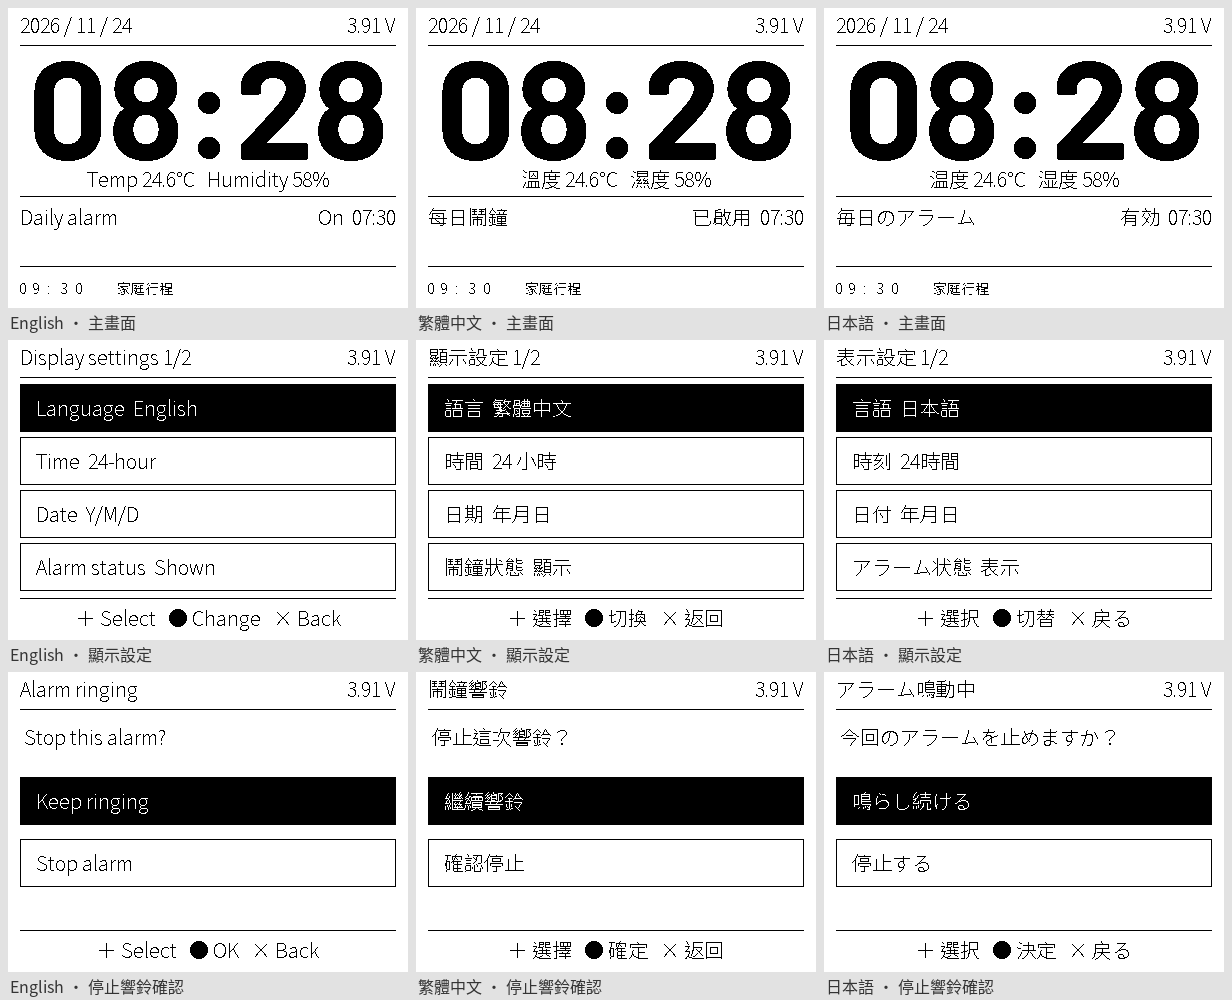 2026 / 11 / 24 3.91 V
08:28
Temp 24.6°C Humidity 58%
Daily alarm On 07:30
09:30 家庭行程
English ・ 主畫面
2026 / 11 / 24 3.91 V
08:28
溫度 24.6°C 濕度 58%
每日鬧鐘 已啟用 07:30
09:30 家庭行程
繁體中文 ・ 主畫面
2026 / 11 / 24 3.91 V
08:28
温度 24.6°C 湿度 58%
毎日のアラーム 有効 07:30
09:30 家庭行程
日本語 ・ 主畫面
Display settings 1/2 3.91 V
Language English
Time 24-hour
Date Y/M/D
Alarm status Shown
＋ Select ● Change × Back
English ・ 顯示設定
顯示設定 1/2 3.91 V
語言 繁體中文
時間 24 小時
日期 年月日
鬧鐘狀態 顯示
＋ 選擇 ● 切換 × 返回
繁體中文 ・ 顯示設定
表示設定 1/2 3.91 V
言語 日本語
時刻 24時間
日付 年月日
アラーム状態 表示
＋ 選択 ● 切替 × 戻る
日本語 ・ 顯示設定
Alarm ringing 3.91 V
Stop this alarm?
Keep ringing
Stop alarm
＋ Select ● OK × Back
English ・ 停止響鈴確認
鬧鐘響鈴 3.91 V
停止這次響鈴？
繼續響鈴
確認停止
＋ 選擇 ● 確定 × 返回
繁體中文 ・ 停止響鈴確認
アラーム鳴動中 3.91 V
今回のアラームを止めますか？
鳴らし続ける
停止する
＋ 選択 ● 決定 × 戻る
日本語 ・ 停止響鈴確認